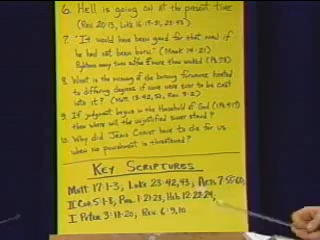 6. Hell is going on at the present time
(Rev. 20:13, Luke 16:19-31, 23:43)
7. "It would have been good for that man if
he had not been born." (Mark 14:21)
8. What is the meaning of the burning furnace heated
to differing degrees if none were ever to be cast
into it? (Matt. 13:42, 50, Rev. 9:2)
9. If judgment begins in the Household of God (I Pe 4:17)
then where will the unjustified sinner stand?
10. Why did Jesus Christ have to die for us
when no punishment is threatened?
KEY SCRIPTURES
Matt 17:1-3; Luke 23:42,43; Acts 7:55-60,
II Cor. 5:1-8, Phil. 1:21-23, Heb 12:22-24,
I Peter 3:18-20; Rev. 6:9,10